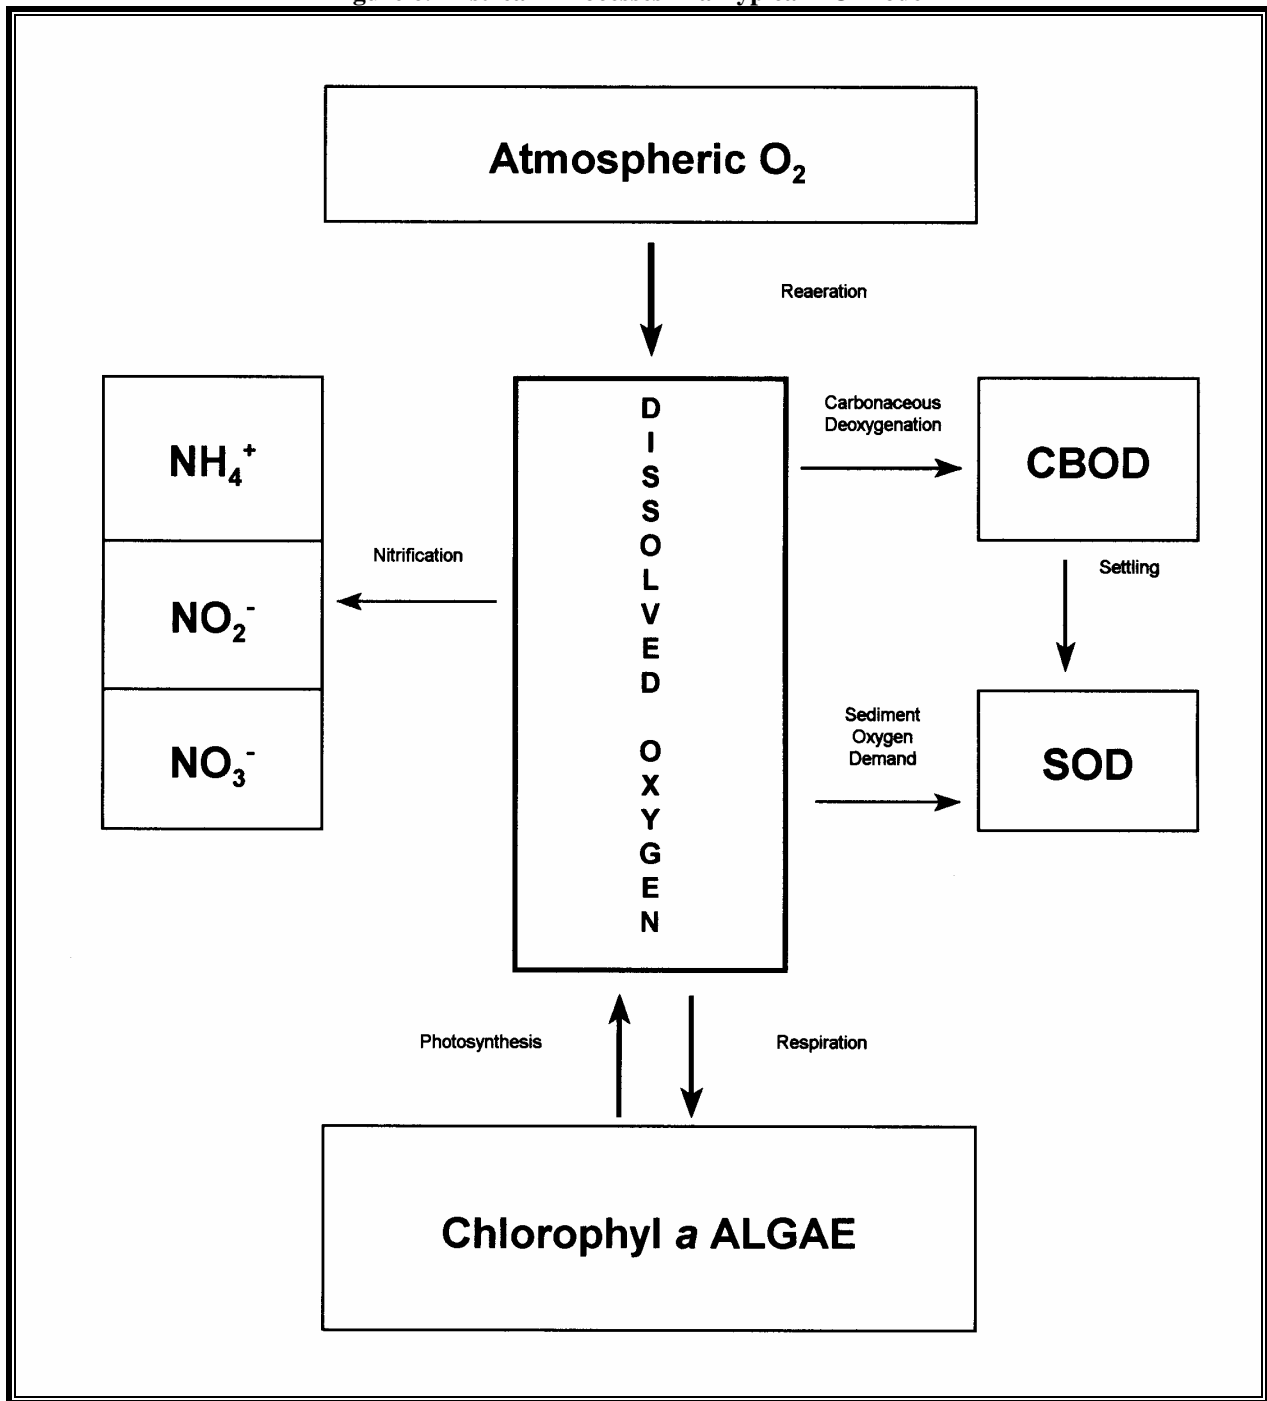 Atmospheric O₂
Reaeration
Carbonaceous
Deoxygenation
NH₄⁺
CBOD
Nitrification
Settling
NO₂⁻
NO₃⁻
D
I
S
S
O
L
V
E
D
O
X
Y
G
E
N
Sediment
Oxygen
Demand
SOD
Photosynthesis
Respiration
Chlorophyl a ALGAE